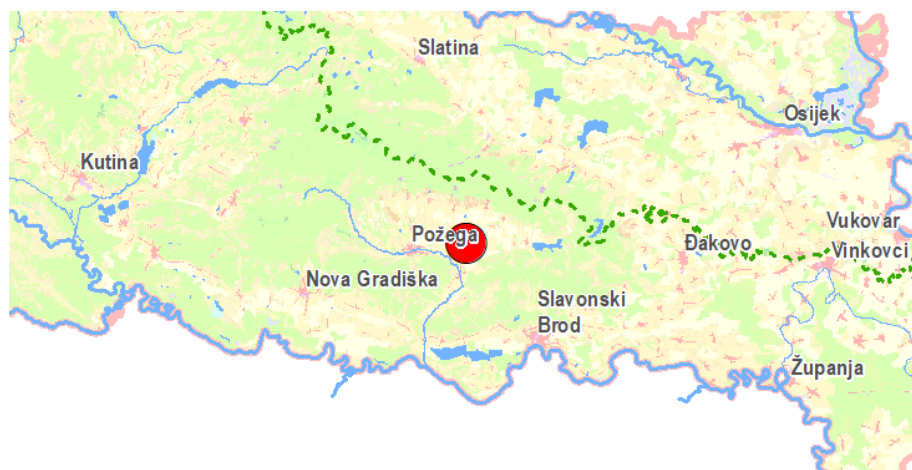 Slatina
Osijek
Kutina
Požega
Vukovar
Đakovo
Vinkovci
Nova Gradiška
Slavonski
Brod
Županja